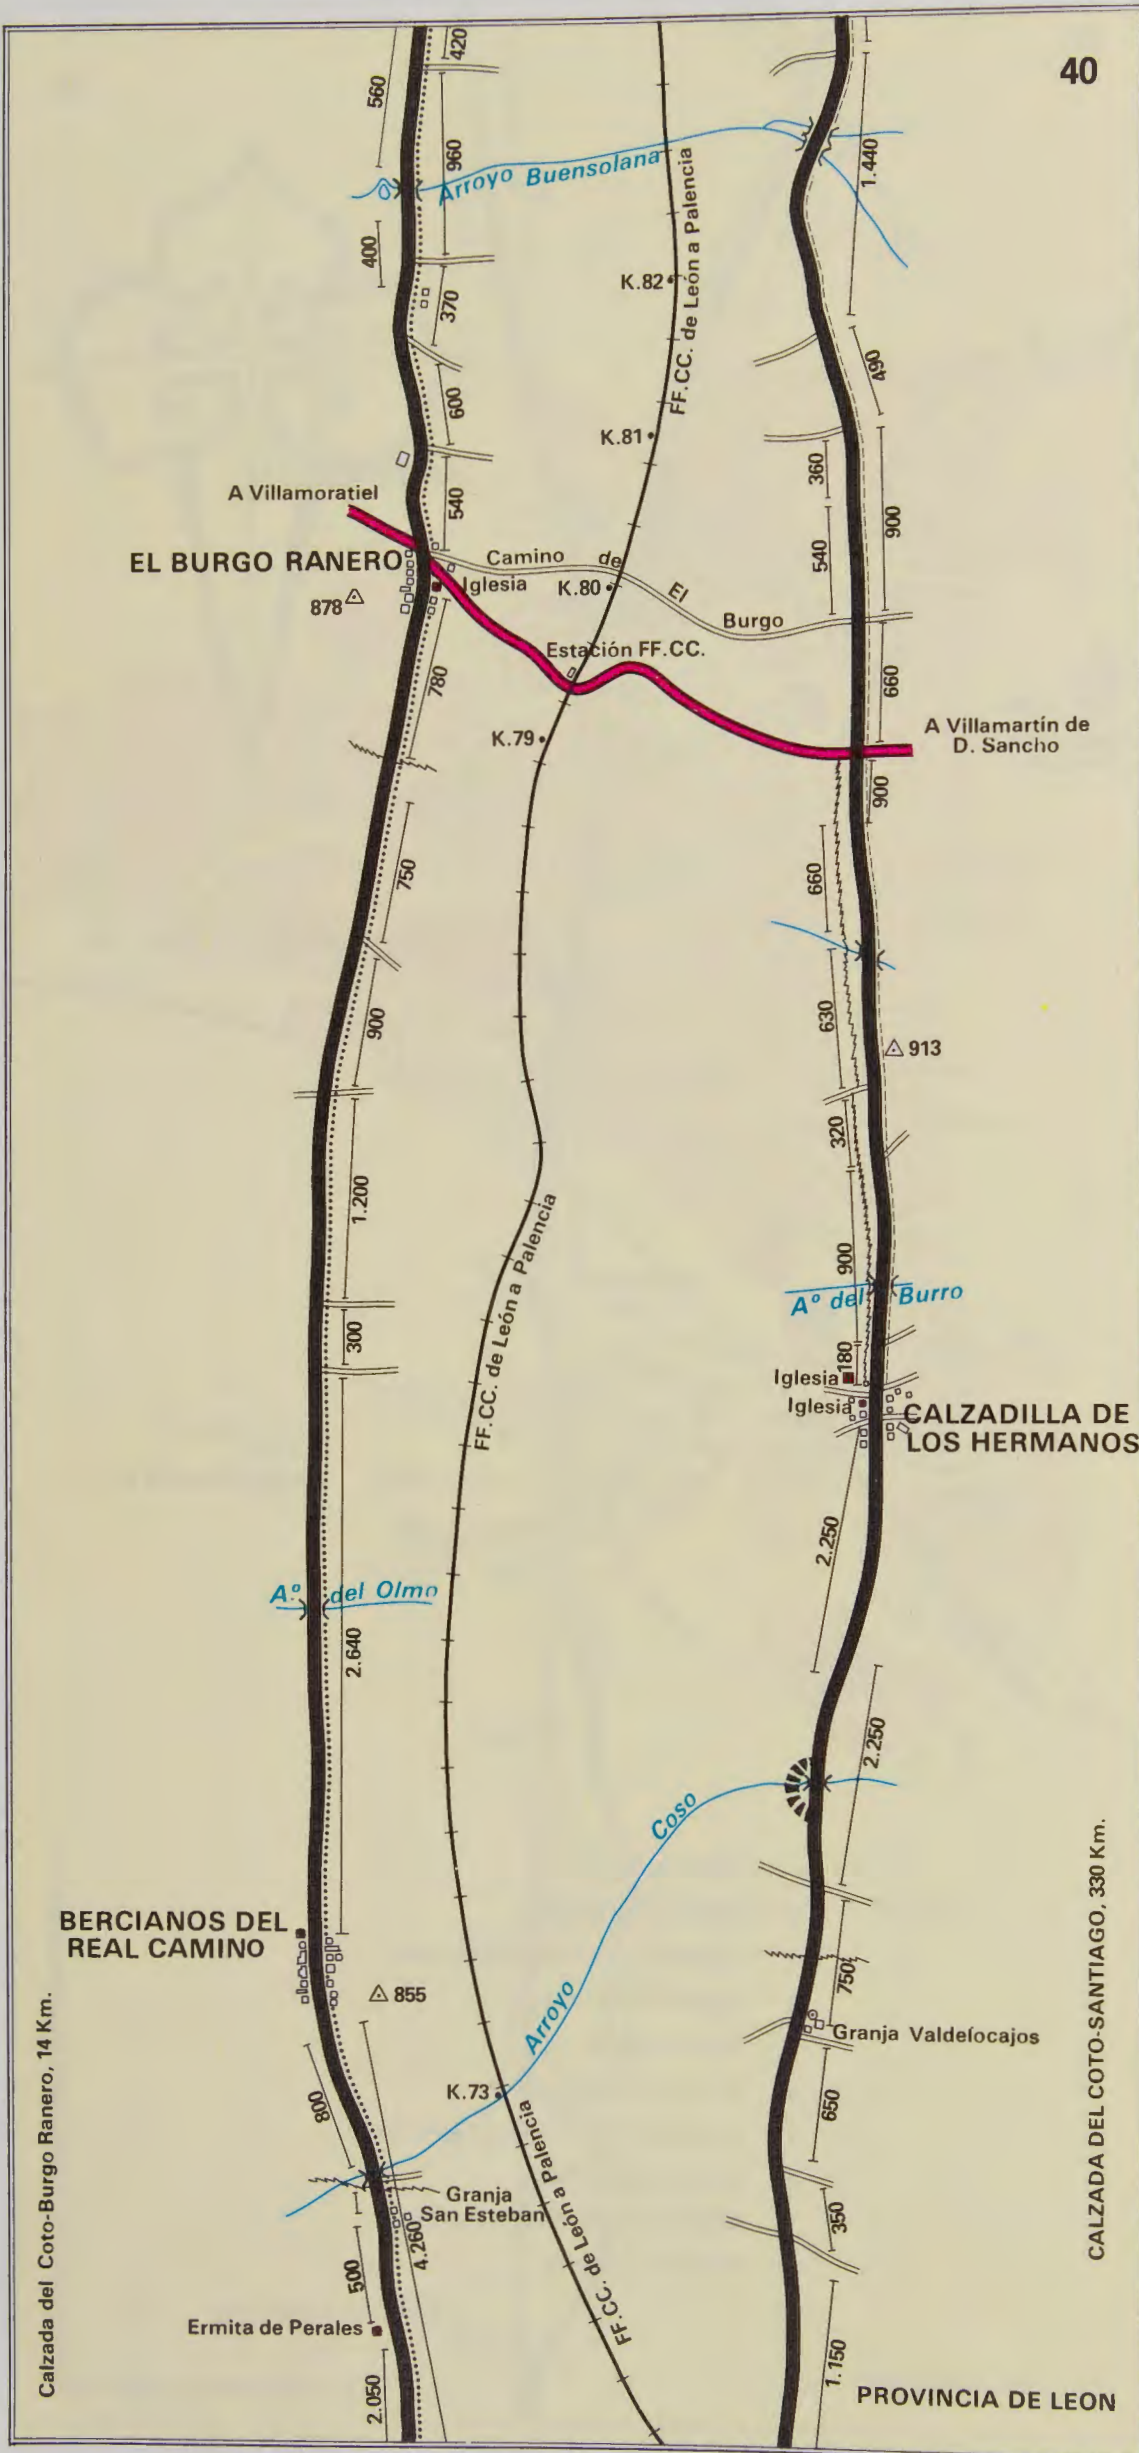 40
420
560
960
Arroyo Buensolana
1.440
400
370
K.82
FF.CC. de León a Palencia
490
600
K.81
360
900
A Villamoratiel
540
540
EL BURGO RANERO
Camino de El Burgo
Iglesia
K.80
878
Estación FF.CC.
780
660
K.79
A Villamartín de
D. Sancho
900
750
660
900
630
913
320
1.200
FF.CC. de León a Palencia
900
Aº del Burro
300
180
Iglesia
Iglesia
CALZADILLA DE
LOS HERMANOS
2.250
Aº. del Olmo
2.640
2.250
Arroyo Coso
BERCIANOS DEL
REAL CAMINO
750
855
Granja Valdelocajos
K.73
800
650
Granja
San Esteban
4.260
350
500
FF.CC. de León a Palencia
Ermita de Perales
2.050
1.150
PROVINCIA DE LEON
Calzada del Coto-Burgo Ranero, 14 Km.
CALZADA DEL COTO-SANTIAGO, 330 Km.